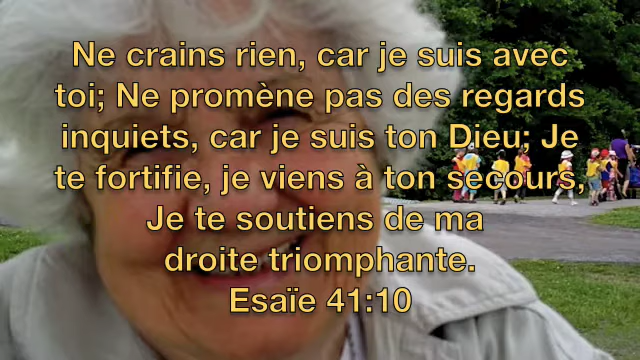 Ne crains rien, car je suis avec
toi; Ne promène pas des regards
inquiets, car je suis ton Dieu; Je
te fortifie, je viens à ton secours,
Je te soutiens de ma
droite triomphante.
Esaïe 41:10